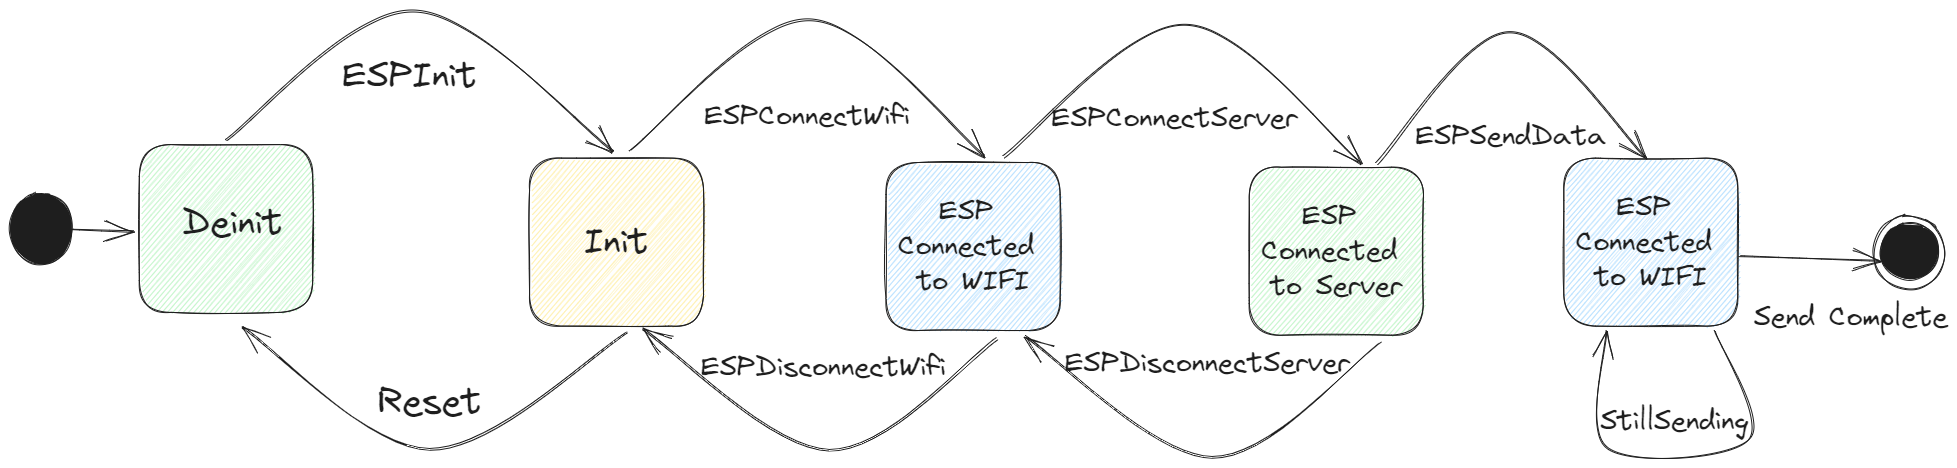 ESPInit
ESPConnectWifi
ESPConnectServer
ESPSendData
Deinit
Init
ESP
Connected
to WIFI
ESP
Connected
to Server
ESP
Connected
to WIFI
Send Complete
Reset
ESPDisconnectWifi
ESPDisconnectServer
StillSending